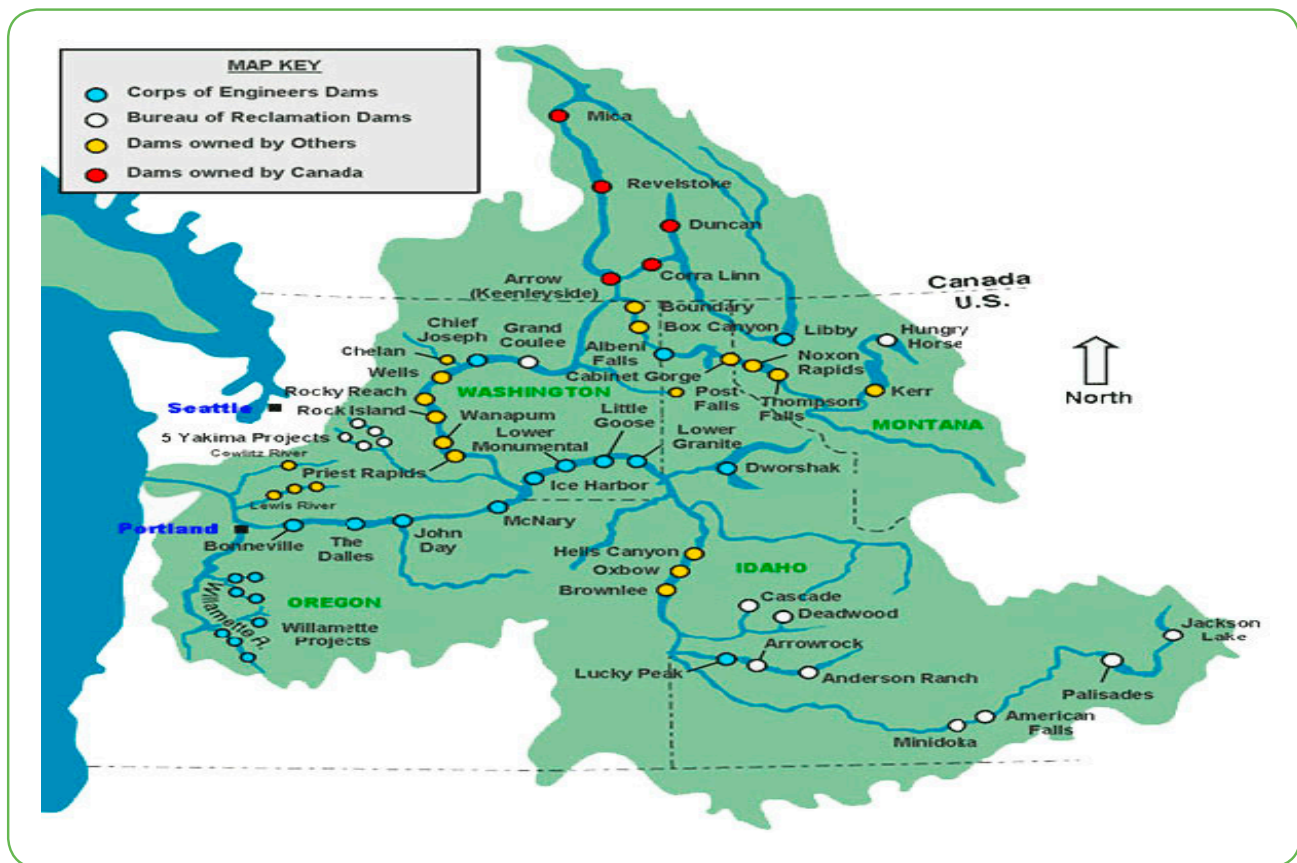 MAP KEY
Corps of Engineers Dams
Bureau of Reclamation Dams
Dams owned by Others
Dams owned by Canada
Mica
Revelstoke
Duncan
Corra Linn
Arrow
(Keenleyside)
Canada
U.S.
Boundary
Box Canyon
Libby
Hungry
Horse
Chief
Joseph
Grand
Coulee
Albeni
Falls
Chelan
Wells
Cabinet Gorge
Noxon
Rapids
Kerr
North
Rocky Reach
WASHINGTON
Post
Falls
Thompson
Falls
MONTANA
Seattle
Rock Island
Wanapum
Little
Goose
5 Yakima Projects
Lower
Monumental
Lower
Granite
Cowlitz River
Priest Rapids
Dworshak
Ice Harbor
Lewis River
McNary
Portland
Bonneville
The
Dalles
John
Day
Hells Canyon
Oxbow
IDAHO
Brownlee
Cascade
OREGON
Deadwood
Willamette R.
Willamette
Projects
Jackson
Lake
Arrowrock
Lucky Peak
Anderson Ranch
Palisades
American
Falls
Minidoka